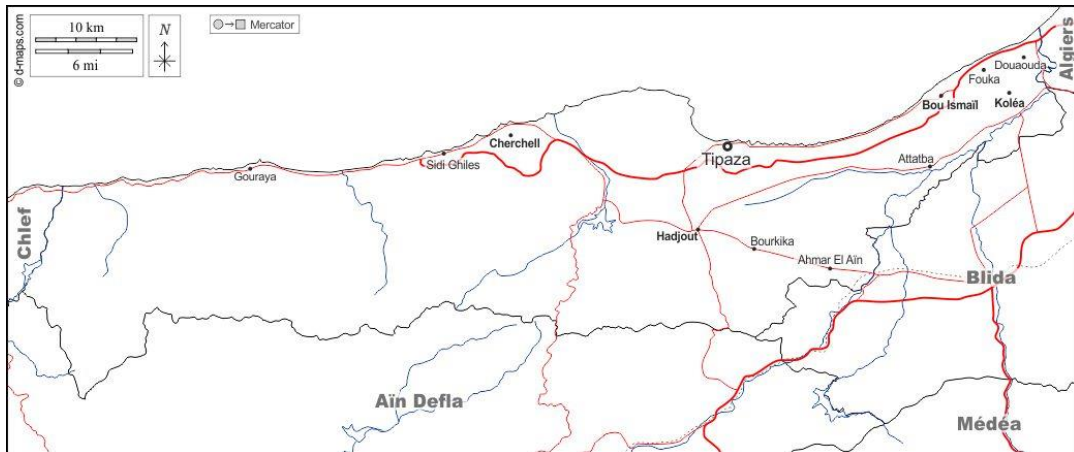 10 km
6 mi
N
Mercator
© d-maps.com
Algiers
Douaouda
Fouka
Bou Ismaïl
Koléa
Cherchell
Tipaza
Sidi Ghiles
Gouraya
Attatba
Chlef
Hadjout
Bourkika
Ahmar El Aïn
Blida
Aïn Defla
Médéa